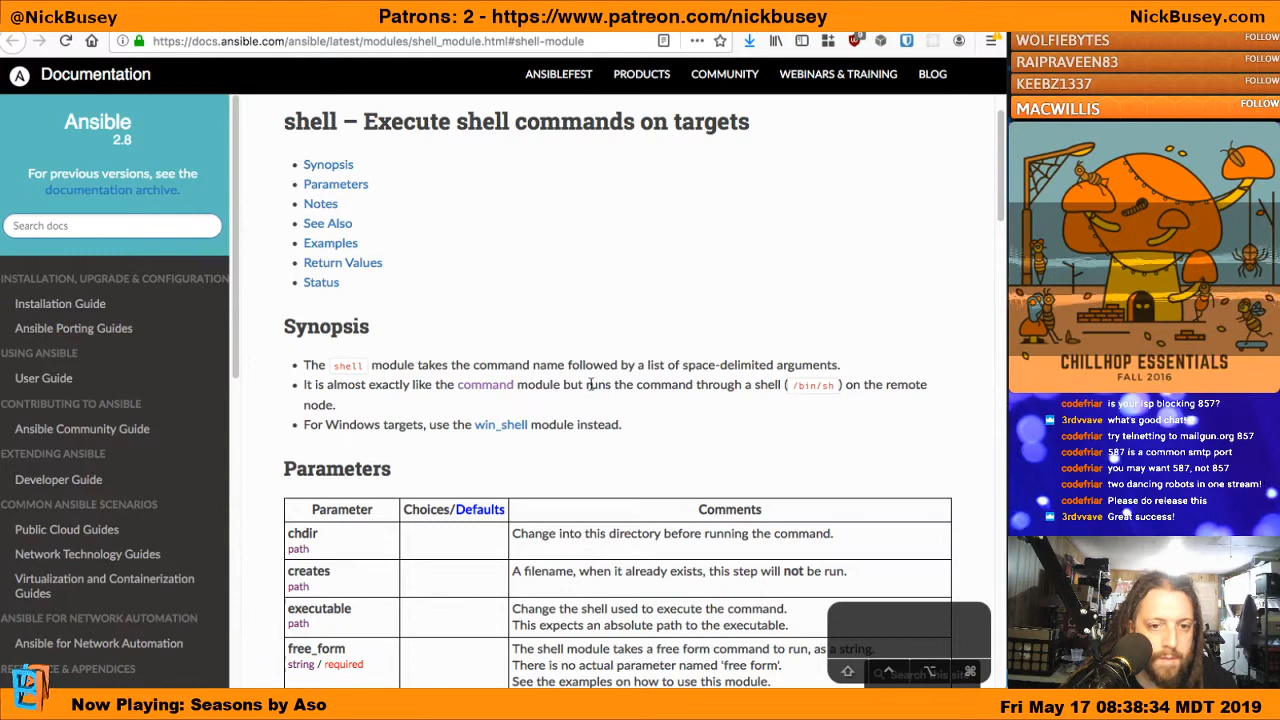 @NickBusey
Patrons: 2 - https://www.patreon.com/nickbusey
NickBusey.com
https://docs.ansible.com/ansible/latest/modules/shell_module.html#shell-module
WOLFIEBYTES FOLLOW
RAIPRAVEEN83 FOLLOW
KEEBZ1337 FOLLOW
MACWILLIS FOLLOW
A Documentation
ANSIBLEFEST PRODUCTS COMMUNITY WEBINARS & TRAINING BLOG
Ansible
2.8
For previous versions, see the
documentation archive.
Search docs
INSTALLATION, UPGRADE & CONFIGURATION
Installation Guide
Ansible Porting Guides
USING ANSIBLE
User Guide
CONTRIBUTING TO ANSIBLE
Ansible Community Guide
EXTENDING ANSIBLE
Developer Guide
COMMON ANSIBLE SCENARIOS
Public Cloud Guides
Network Technology Guides
Virtualization and Containerization
Guides
ANSIBLE FOR NETWORK AUTOMATION
Ansible for Network Automation
& APPENDICES
shell – Execute shell commands on targets
• Synopsis
• Parameters
• Notes
• See Also
• Examples
• Return Values
• Status
Synopsis
• The shell module takes the command name followed by a list of space-delimited arguments.
• It is almost exactly like the command module but runs the command through a shell ( /bin/sh ) on the remote
node.
• For Windows targets, use the win_shell module instead.
Parameters
Parameter Choices/Defaults Comments
chdir
path
Change into this directory before running the command.
creates
path
A filename, when it already exists, this step will not be run.
executable
path
Change the shell used to execute the command.
This expects an absolute path to the executable.
free_form
string / required
The shell module takes a free form command to run, as a string.
There is no actual parameter named 'free form'.
See the examples on how to use this module.
Search this site
CHILLHOP ESSENTIALS
FALL 2016
codefriar is your isp blocking 857?
3rdvvave what's good chat!
codefriar try telnetting to mailgun.org 857
codefriar 587 is a common smtp port
codefriar you may want 587, not 857
codefriar two dancing robots in one stream!
codefriar Please do release this
3rdvvave Great success!
Now Playing: Seasons by Aso
Fri May 17 08:38:34 MDT 2019